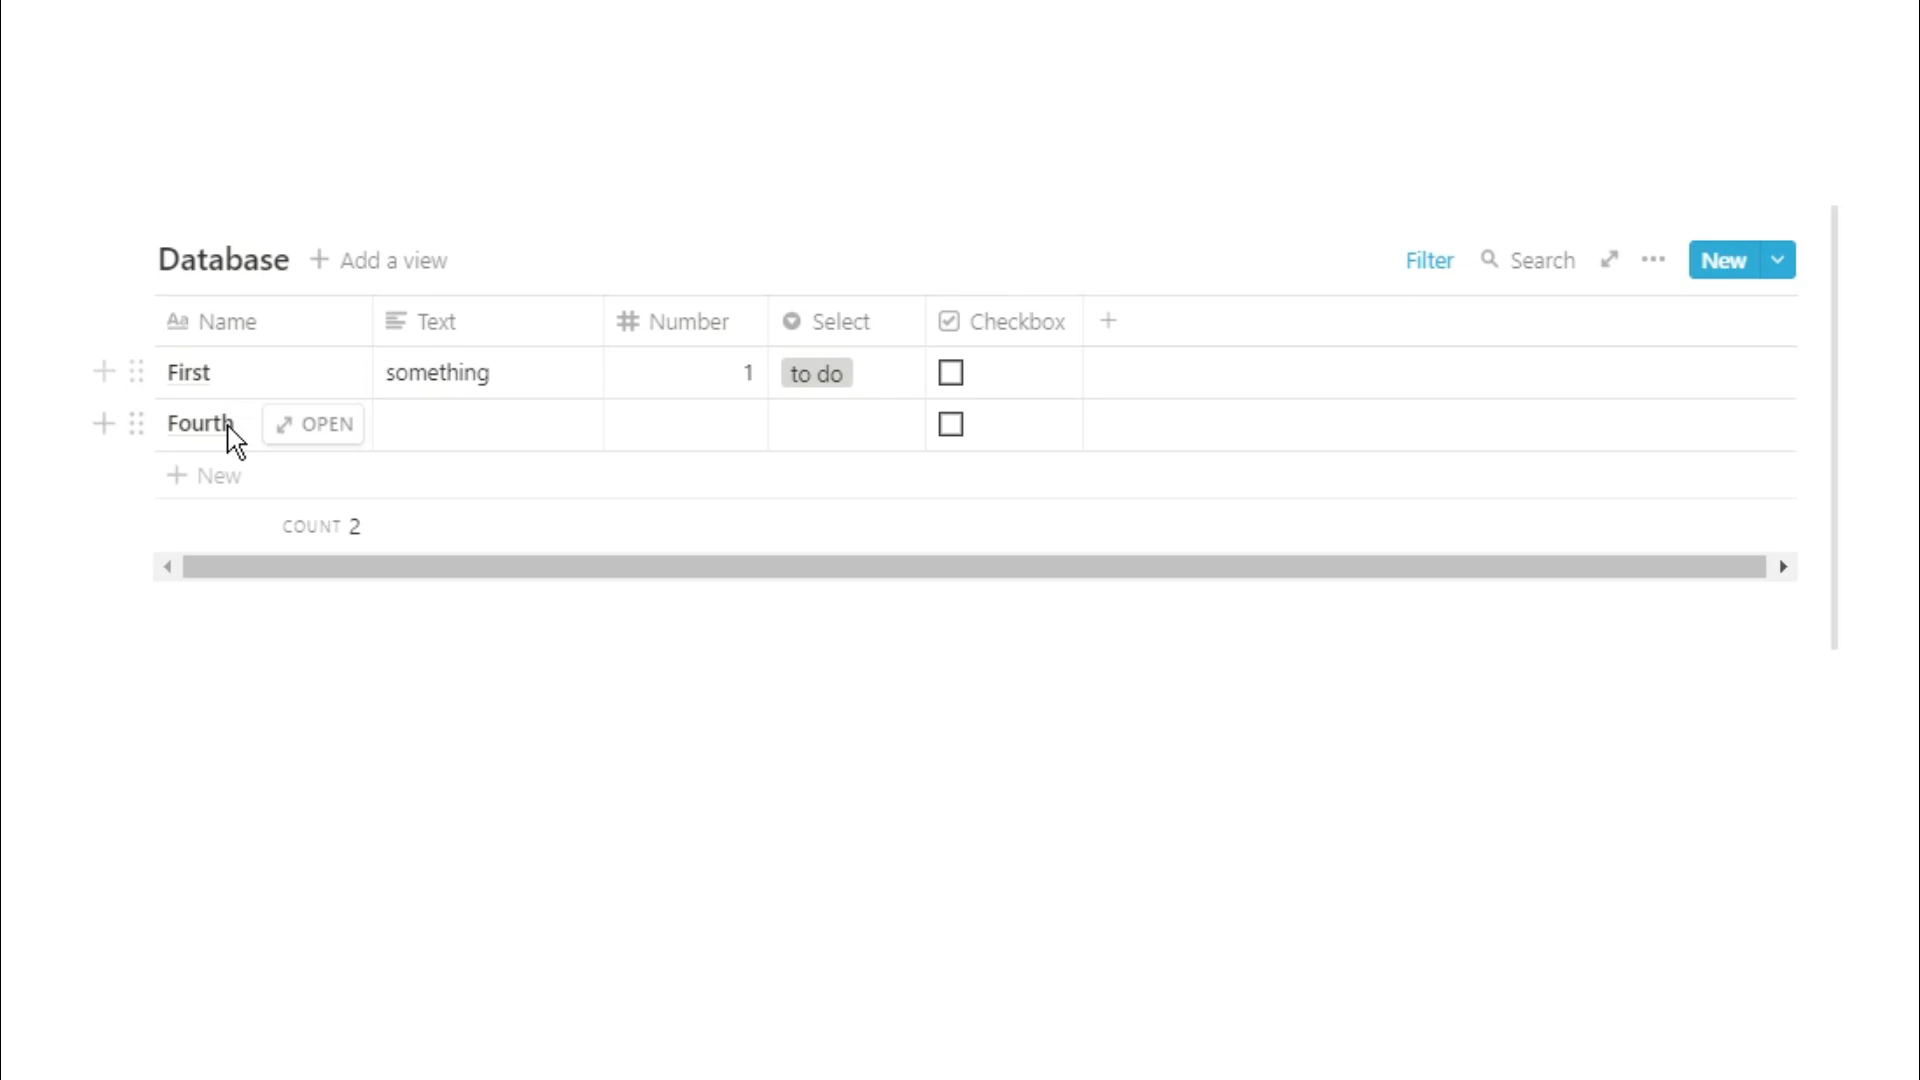 Database + Add a view Filter Search ••• New
Aa Name Text # Number Select Checkbox +
First something 1 to do
Fourth OPEN
+ New
COUNT 2